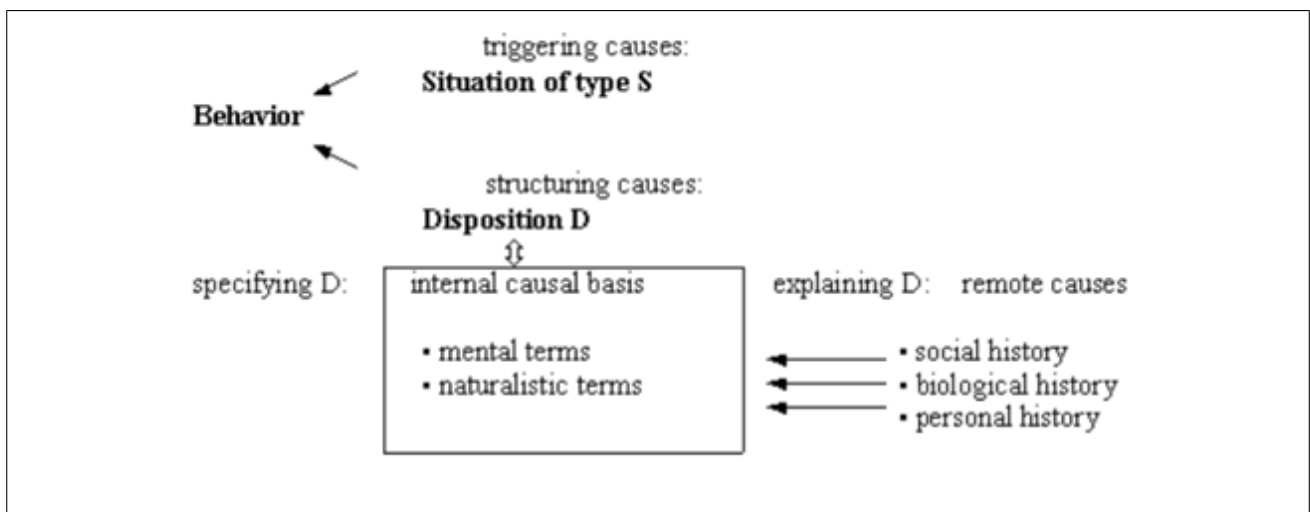 triggering causes:
Situation of type S
Behavior
structuring causes:
Disposition D
specifying D: internal causal basis explaining D: remote causes
▪ mental terms ▪ social history
▪ naturalistic terms ▪ biological history
▪ personal history